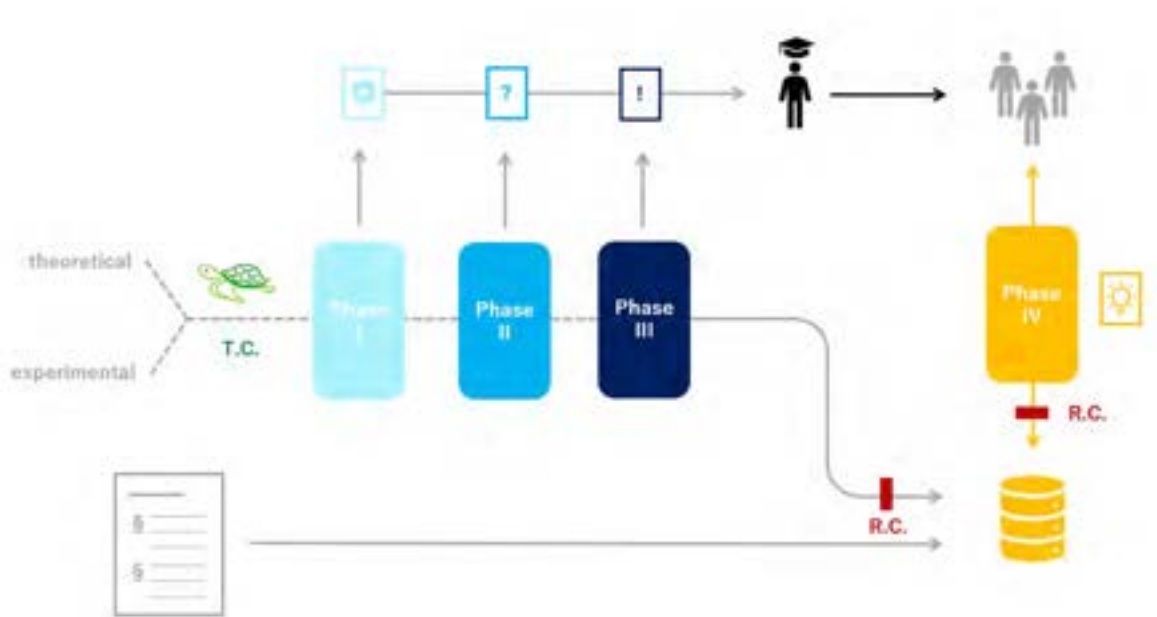 ?
!
theoretical
T.C.
experimental
Phase
I
Phase
II
Phase
III
Phase
IV
R.C.
R.C.
§
§